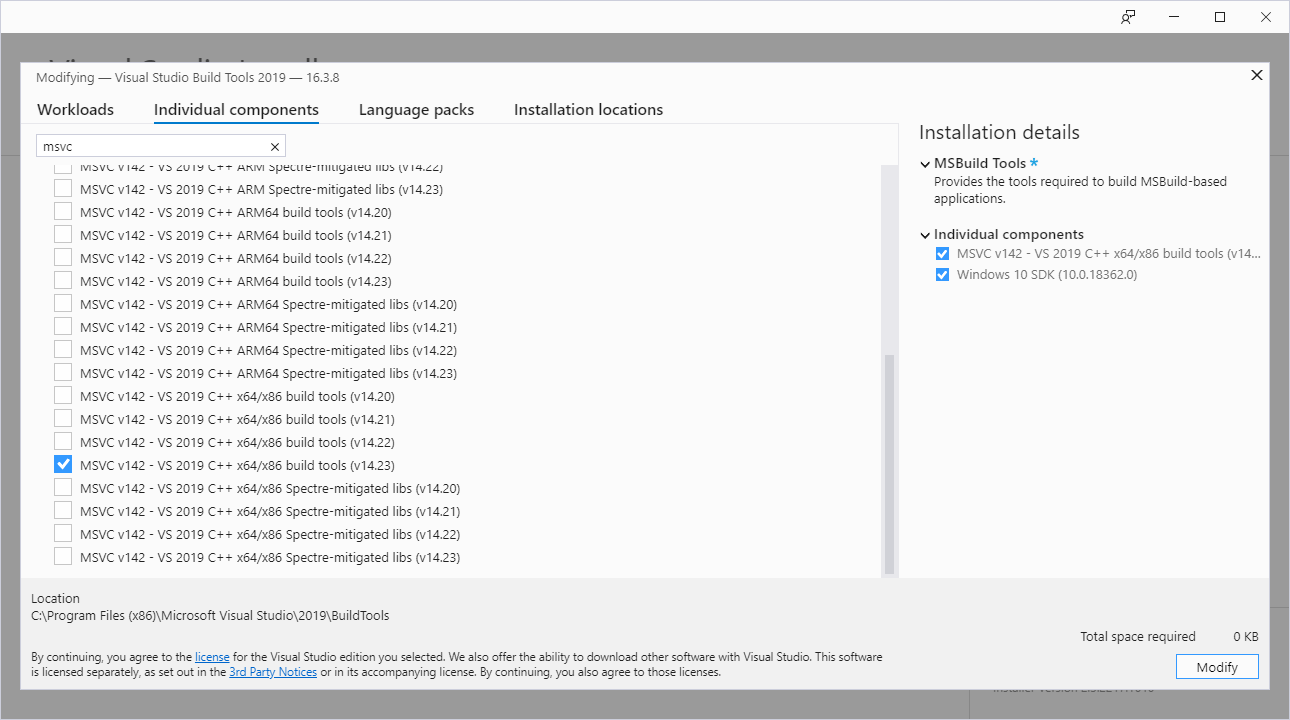 Modifying — Visual Studio Build Tools 2019 — 16.3.8
Workloads
Individual components
Language packs
Installation locations
msvc
MSVC v142 - VS 2019 C++ ARM Spectre-mitigated libs (v14.22)
MSVC v142 - VS 2019 C++ ARM Spectre-mitigated libs (v14.23)
MSVC v142 - VS 2019 C++ ARM64 build tools (v14.20)
MSVC v142 - VS 2019 C++ ARM64 build tools (v14.21)
MSVC v142 - VS 2019 C++ ARM64 build tools (v14.22)
MSVC v142 - VS 2019 C++ ARM64 build tools (v14.23)
MSVC v142 - VS 2019 C++ ARM64 Spectre-mitigated libs (v14.20)
MSVC v142 - VS 2019 C++ ARM64 Spectre-mitigated libs (v14.21)
MSVC v142 - VS 2019 C++ ARM64 Spectre-mitigated libs (v14.22)
MSVC v142 - VS 2019 C++ ARM64 Spectre-mitigated libs (v14.23)
MSVC v142 - VS 2019 C++ x64/x86 build tools (v14.20)
MSVC v142 - VS 2019 C++ x64/x86 build tools (v14.21)
MSVC v142 - VS 2019 C++ x64/x86 build tools (v14.22)
MSVC v142 - VS 2019 C++ x64/x86 build tools (v14.23)
MSVC v142 - VS 2019 C++ x64/x86 Spectre-mitigated libs (v14.20)
MSVC v142 - VS 2019 C++ x64/x86 Spectre-mitigated libs (v14.21)
MSVC v142 - VS 2019 C++ x64/x86 Spectre-mitigated libs (v14.22)
MSVC v142 - VS 2019 C++ x64/x86 Spectre-mitigated libs (v14.23)
Installation details
MSBuild Tools *
Provides the tools required to build MSBuild-based
applications.
Individual components
MSVC v142 - VS 2019 C++ x64/x86 build tools (v14...
Windows 10 SDK (10.0.18362.0)
Location
C:\Program Files (x86)\Microsoft Visual Studio\2019\BuildTools
Total space required 0 KB
By continuing, you agree to the license for the Visual Studio edition you selected. We also offer the ability to download other software with Visual Studio. This software
is licensed separately, as set out in the 3rd Party Notices or in its accompanying license. By continuing, you also agree to those licenses.
Modify